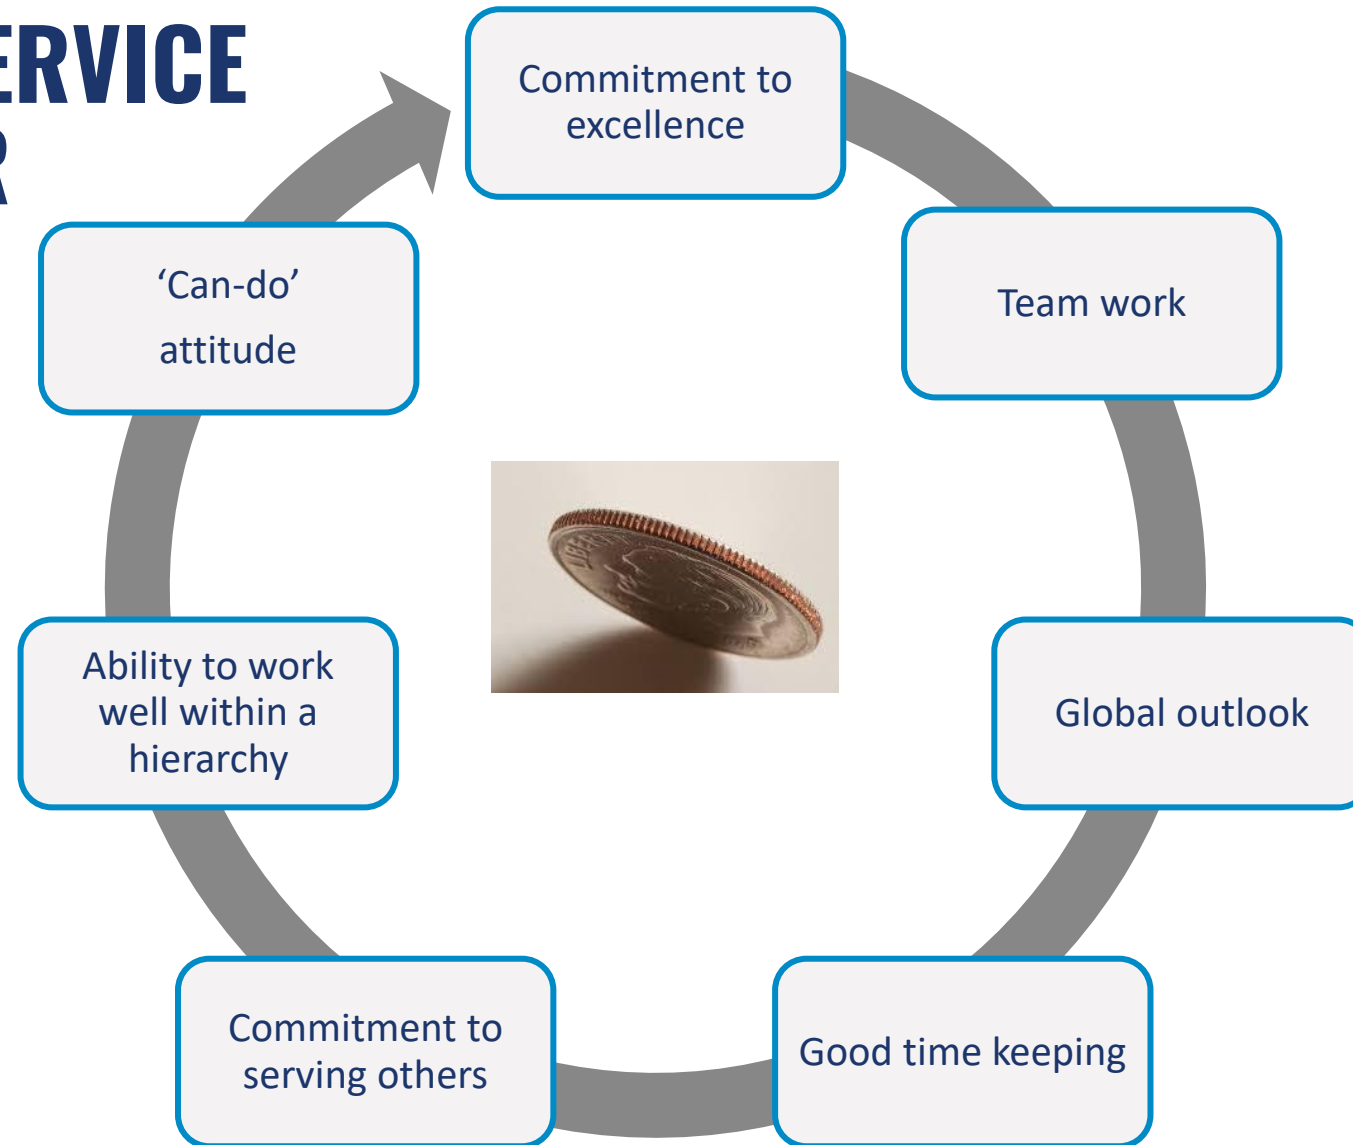 ERVICE
R
Commitment to
excellence
Team work
Global outlook
Good time keeping
Commitment to
serving others
Ability to work
well within a
hierarchy
‘Can-do’
attitude